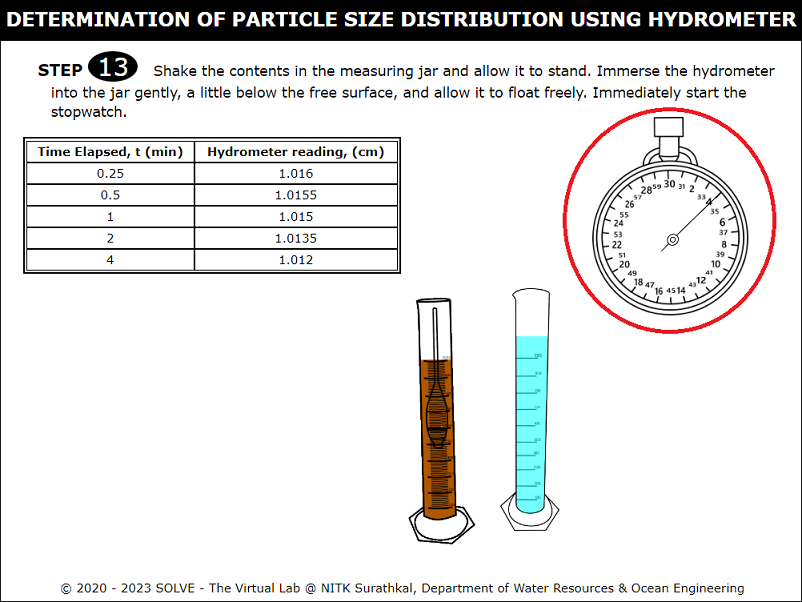 DETERMINATION OF PARTICLE SIZE DISTRIBUTION USING HYDROMETER
STEP 13 Shake the contents in the measuring jar and allow it to stand. Immerse the hydrometer
into the jar gently, a little below the free surface, and allow it to float freely. Immediately start the
stopwatch.
Time Elapsed, t (min) Hydrometer reading, (cm)
0.25 1.016
0.5 1.0155
1 1.015
2 1.0135
4 1.012
30 31 2 33 4 35 6 37 8 39 10 41 12 43 14 45 16 47 18 49 20 51 22 53 24 55 26 57 28 59
© 2020 - 2023 SOLVE - The Virtual Lab @ NITK Surathkal, Department of Water Resources & Ocean Engineering